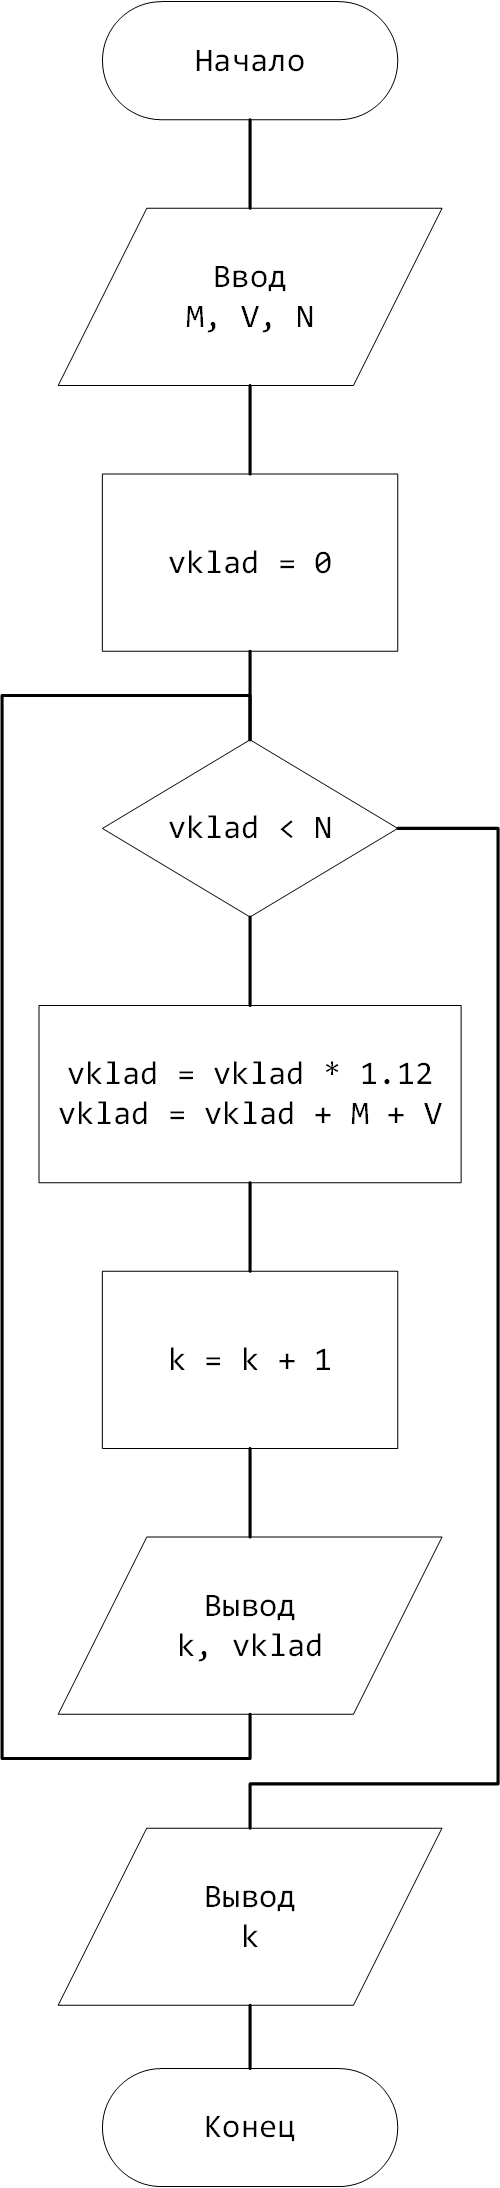 Начало
Ввод
M, V, N
vklad = 0
vklad < N
vklad = vklad * 1.12
vklad = vklad + M + V
k = k + 1
Вывод
k, vklad
Вывод
k
Конец